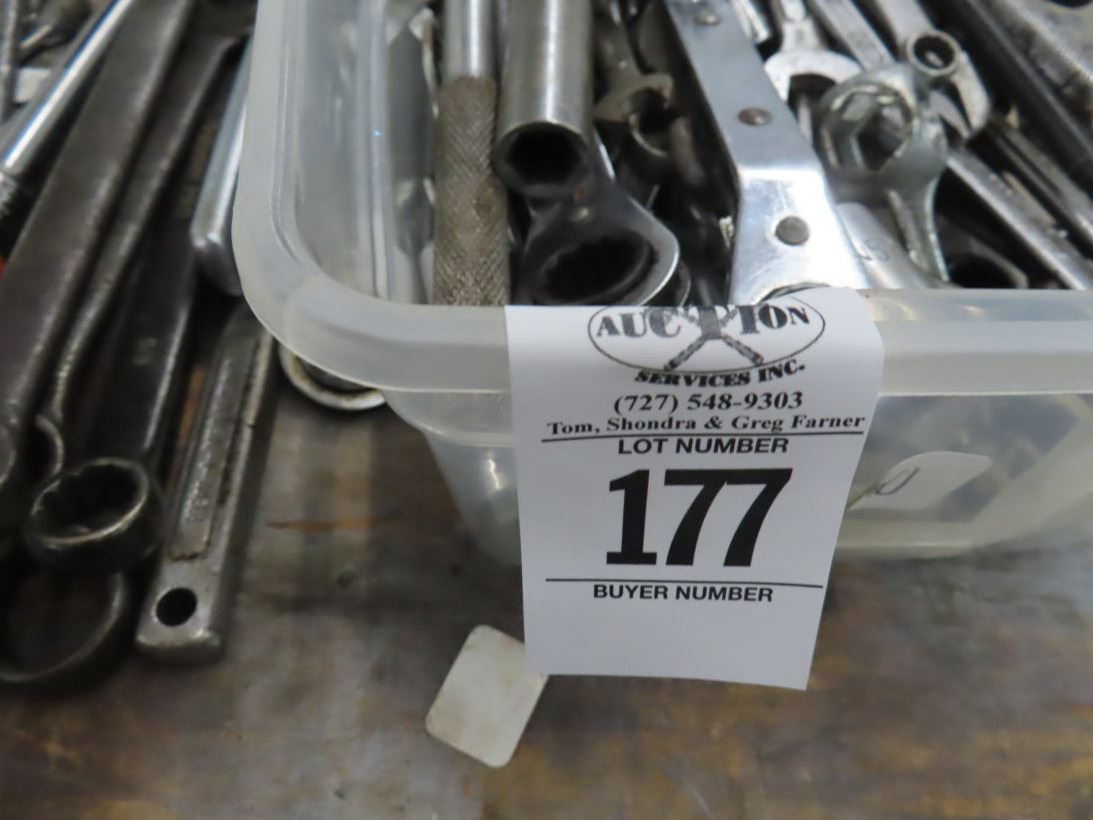 AUCTION
SERVICES INC.
(727) 548-9303
Tom, Shondra & Greg Farner
LOT NUMBER
177
BUYER NUMBER